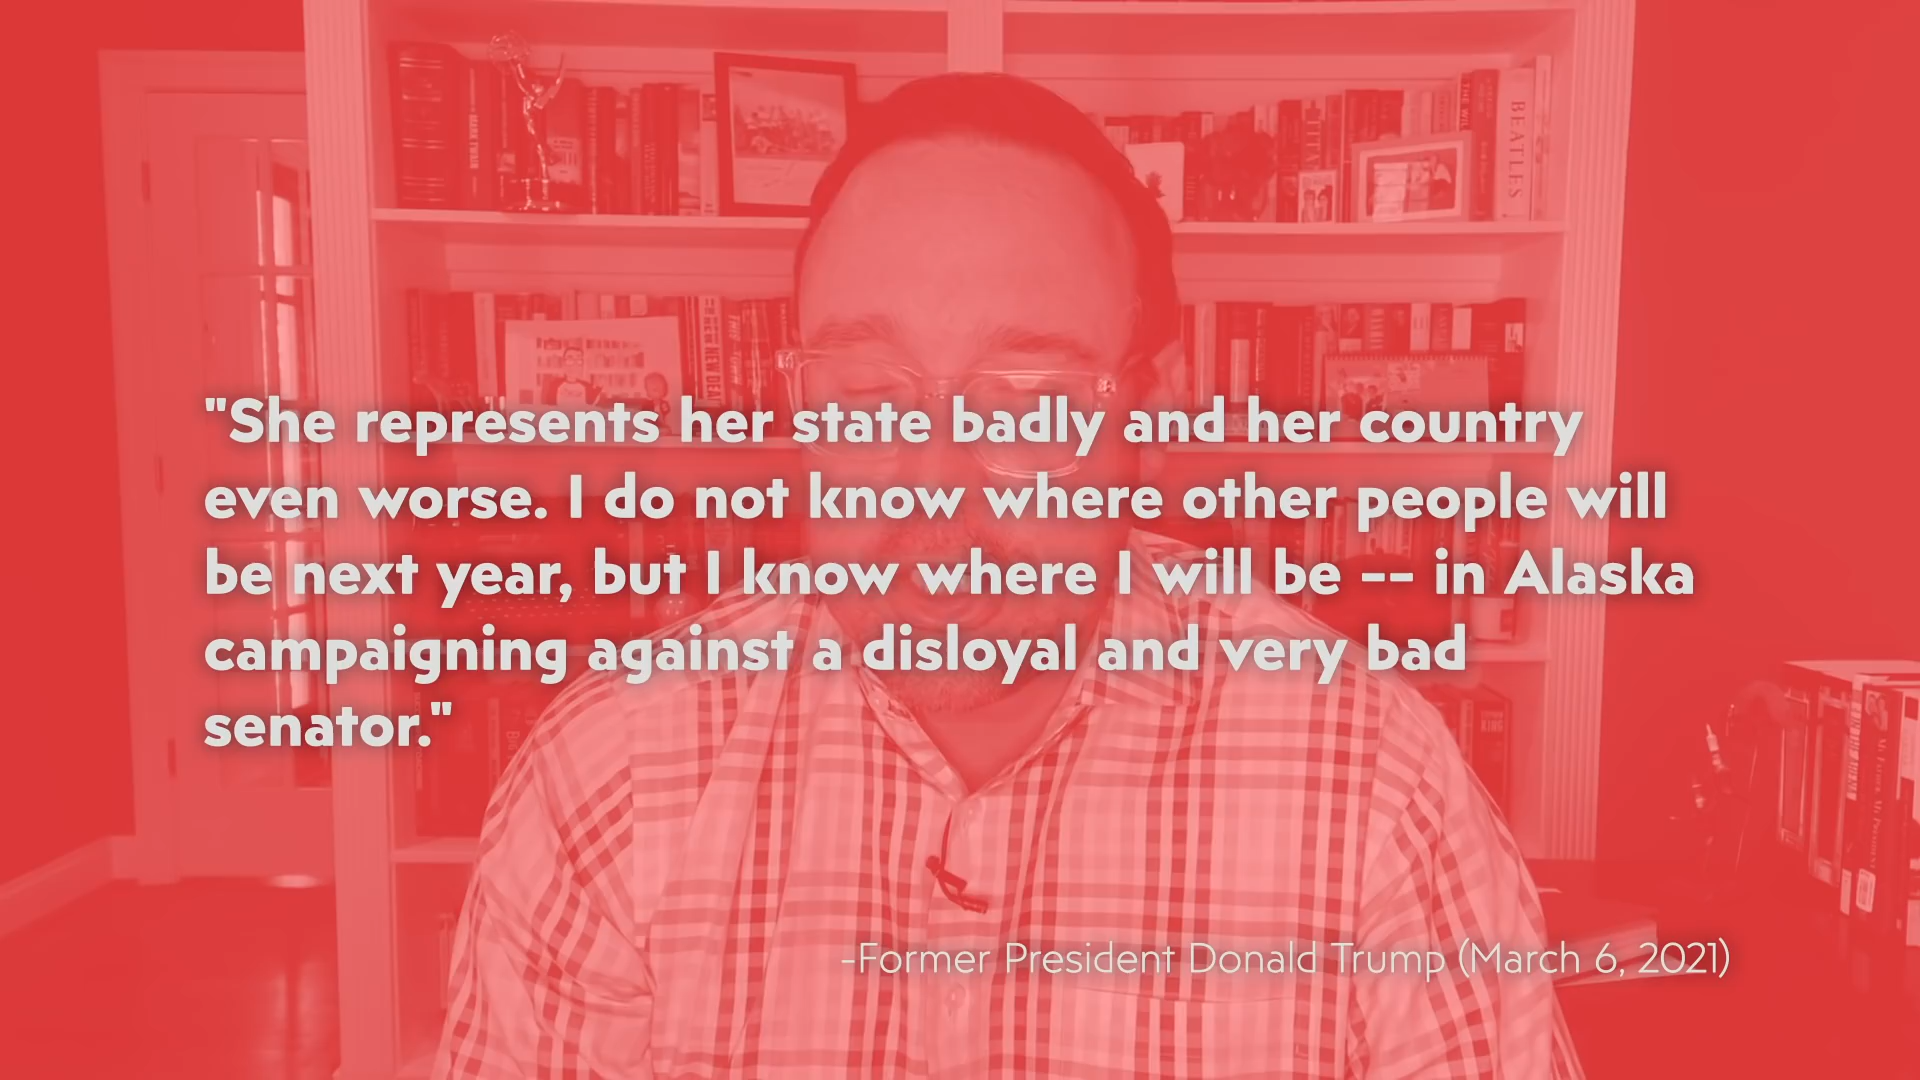 BEATLES
"She represents her state badly and her country
even worse. I do not know where other people will
be next year, but I know where I will be -- in Alaska
campaigning against a disloyal and very bad
senator."
-Former President Donald Trump (March 6, 2021)